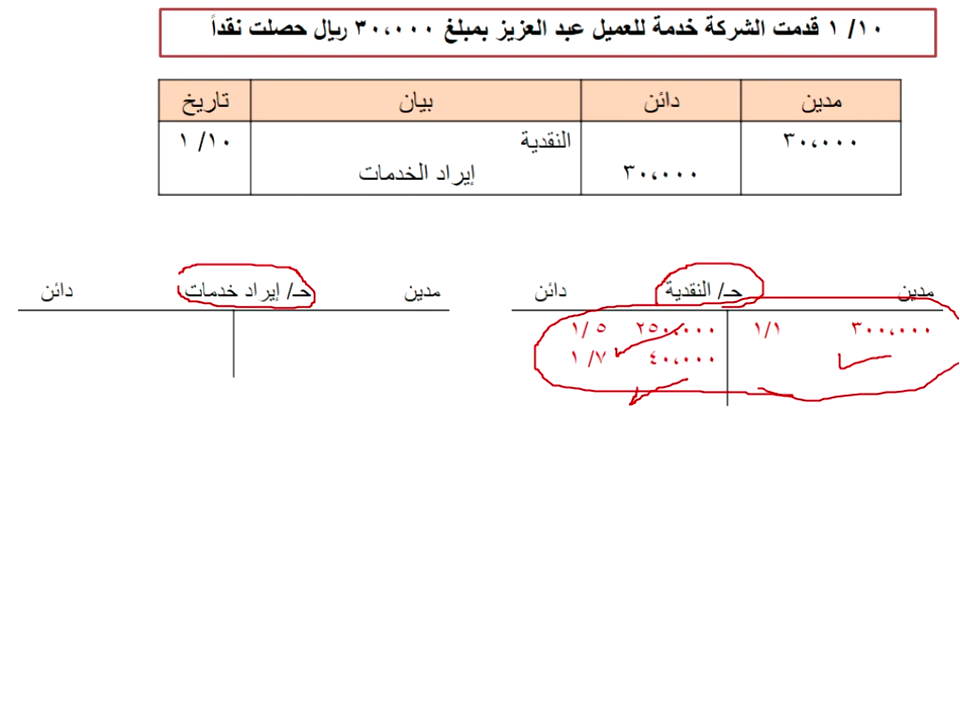 ١٠/ ١ قدمت الشركة خدمة للعميل عبد العزيز بمبلغ ٣٠،٠٠٠ ريال حصلت نقداً
مدين دائن بيان تاريخ
٣٠،٠٠٠ النقدية ١٠/ ١
٣٠،٠٠٠ إيراد الخدمات
مدين حـ/ النقدية دائن
٣٠٠،٠٠٠ ١/١ ٢٥٠،٠٠٠ ٥ /١
٤٠،٠٠٠ ٧/ ١
مدين حـ/ إيراد خدمات دائن